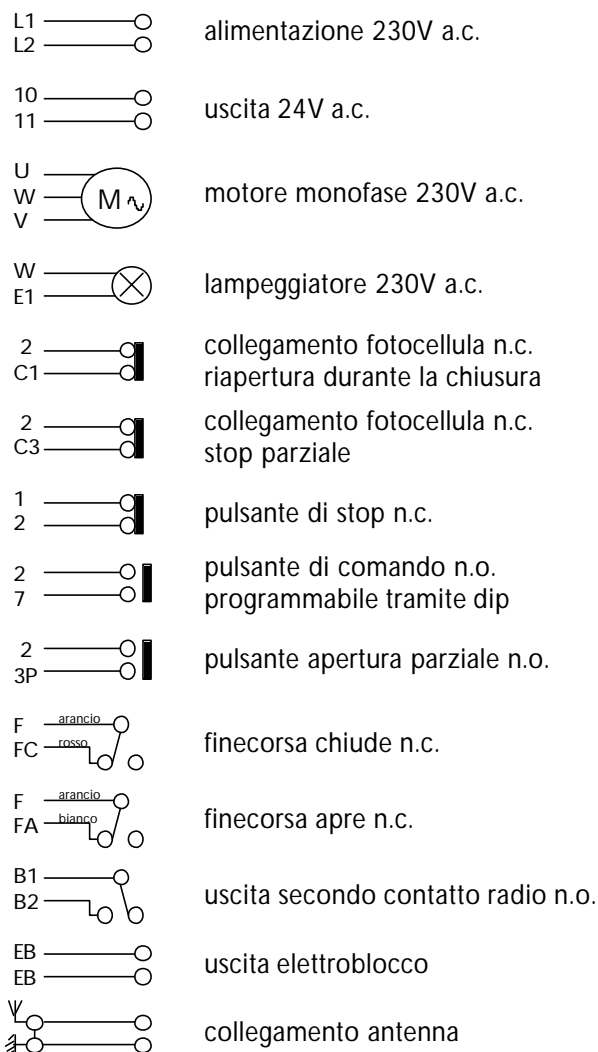 L1
L2
alimentazione 230V a.c.
10
11
uscita 24V a.c.
U
W
V
M
motore monofase 230V a.c.
W
E1
lampeggiatore 230V a.c.
2
C1
collegamento fotocellula n.c.
riapertura durante la chiusura
2
C3
collegamento fotocellula n.c.
stop parziale
1
2
pulsante di stop n.c.
2
7
pulsante di comando n.o.
programmabile tramite dip
2
3P
pulsante apertura parziale n.o.
F arancio
FC rosso
finecorsa chiude n.c.
F arancio
FA bianco
finecorsa apre n.c.
B1
B2
uscita secondo contatto radio n.o.
EB
EB
uscita elettroblocco
collegamento antenna